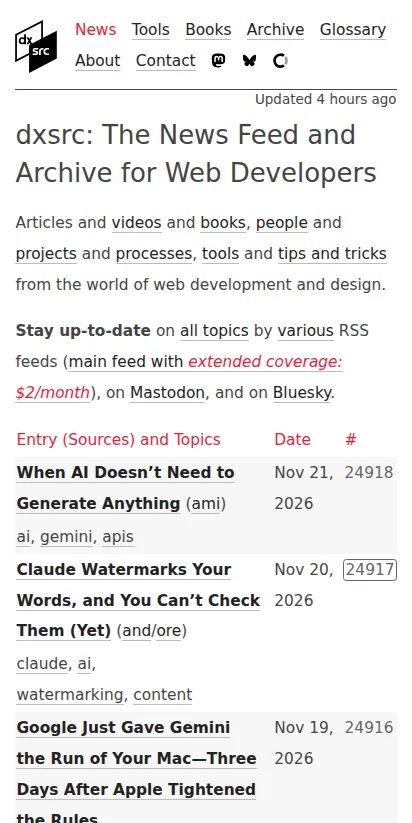 dx
src
News Tools Books Archive Glossary
About Contact
Updated 4 hours ago
dxsrc: The News Feed and
Archive for Web Developers
Articles and videos and books, people and
projects and processes, tools and tips and tricks
from the world of web development and design.
Stay up-to-date on all topics by various RSS
feeds (main feed with extended coverage:
$2/month), on Mastodon, and on Bluesky.
Entry (Sources) and Topics Date #
When AI Doesn’t Need to Nov 21, 24918
Generate Anything (ami) 2026
ai, gemini, apis
Claude Watermarks Your Nov 20, 24917
Words, and You Can’t Check 2026
Them (Yet) (and/ore)
claude, ai,
watermarking, content
Google Just Gave Gemini Nov 19, 24916
the Run of Your Mac—Three 2026
Days After Apple Tightened
the Rules